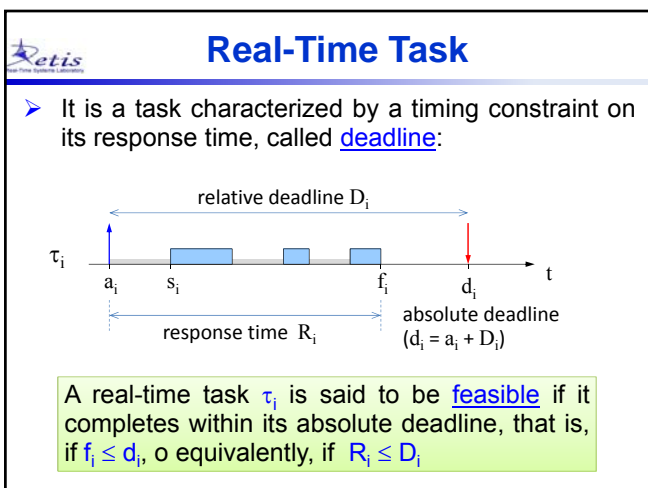 Retis
Real-Time Systems Laboratory
Real-Time Task
It is a task characterized by a timing constraint on
its response time, called deadline:
relative deadline Di
τi
ai
si
fi
di
t
response time Ri
absolute deadline
(di = ai + Di)
A real-time task τi is said to be feasible if it
completes within its absolute deadline, that is,
if fi ≤ di, o equivalently, if Ri ≤ Di